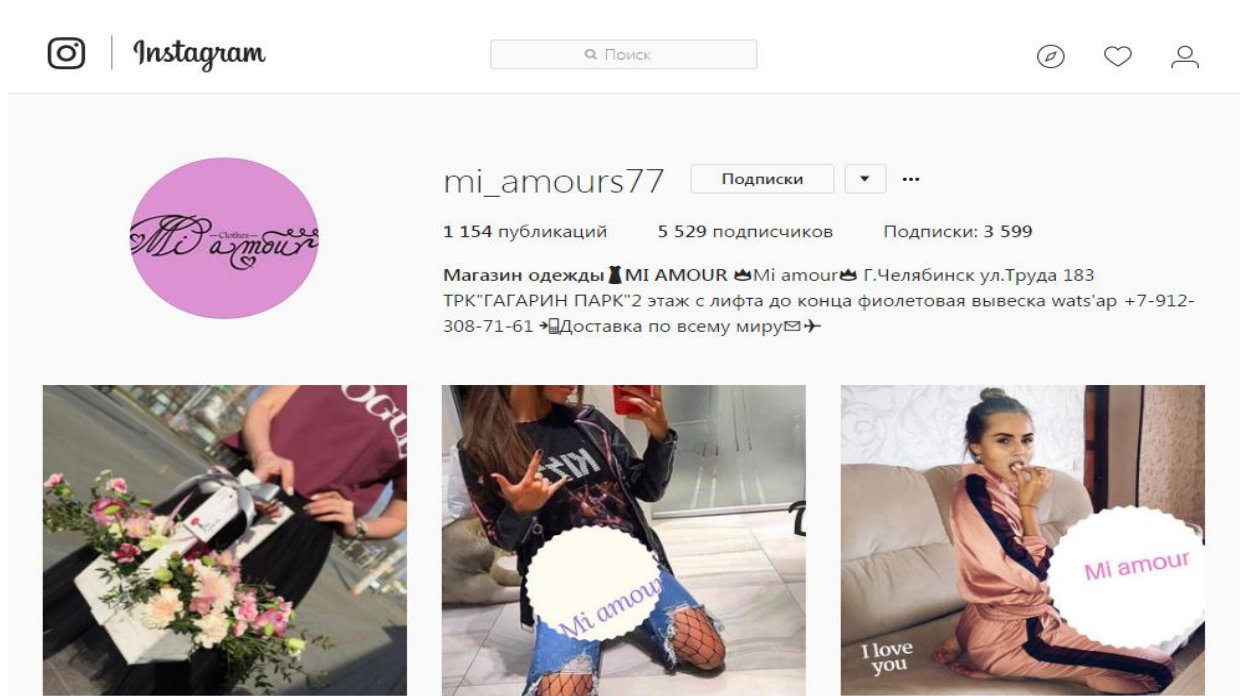 Instagram
Поиск
mi_amours77 Подписки
1 154 публикаций 5 529 подписчиков Подписки: 3 599
Магазин одежды MI AMOUR Mi amour Г.Челябинск ул.Труда 183
ТРК"ГАГАРИН ПАРК"2 этаж с лифта до конца фиолетовая вывеска wats'ap +7-912-
308-71-61 Доставка по всему миру
Clothes
Mi amour
OGUE
Mi amour
Mi amour
I love
you